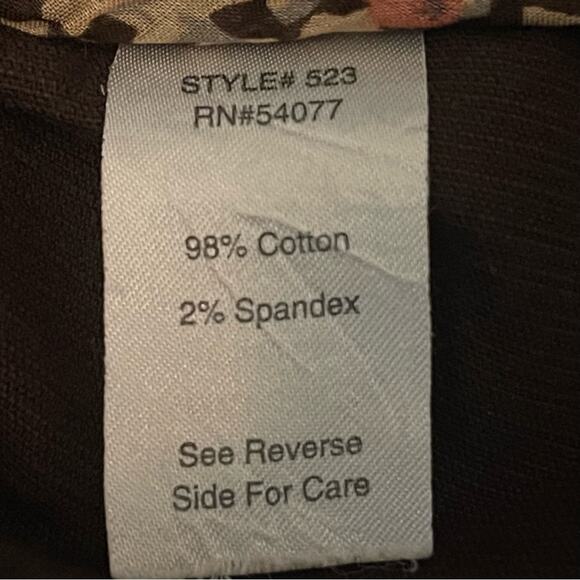 STYLE# 523
RN#54077
98% Cotton
2% Spandex
See Reverse
Side For Care